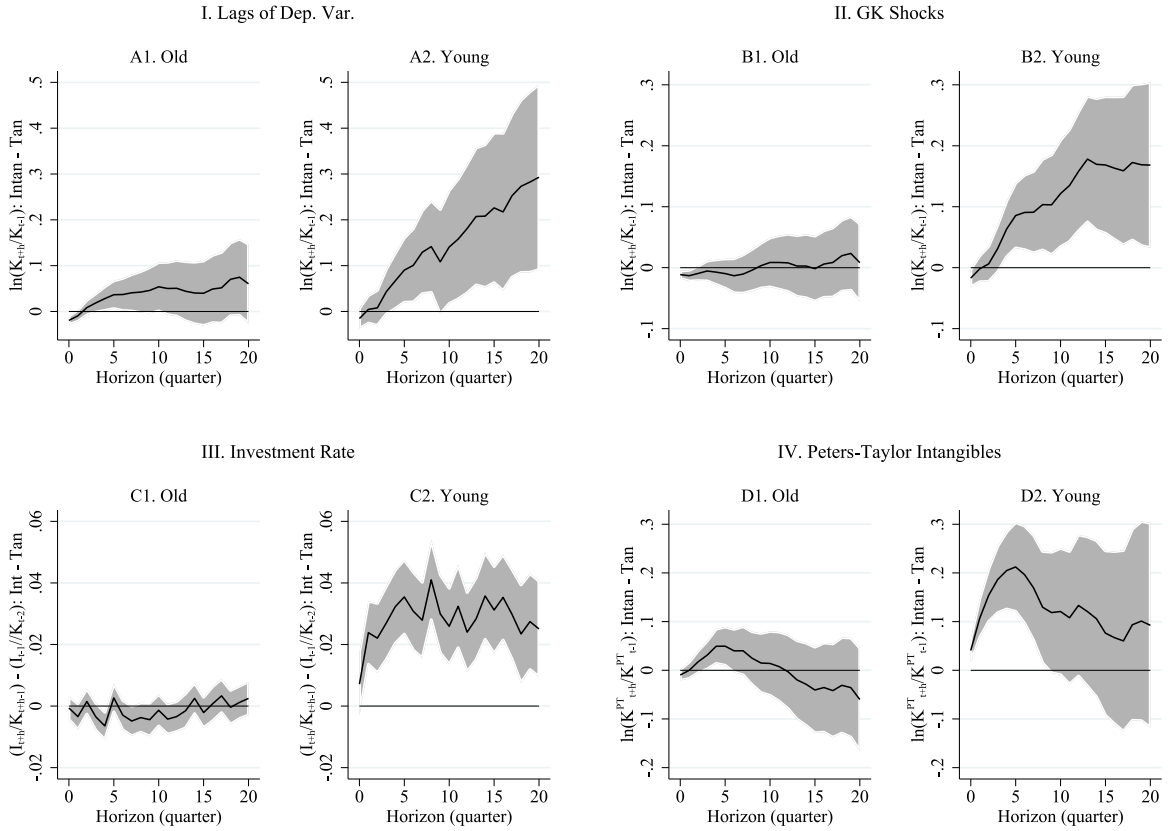 I. Lags of Dep. Var.
A1. Old
ln(K_{t+h}/K_{t-1}): Intan - Tan
0 .1 .2 .3 .4 .5
0 5 10 15 20
Horizon (quarter)
A2. Young
ln(K_{t+h}/K_{t-1}): Intan - Tan
0 .1 .2 .3 .4 .5
0 5 10 15 20
Horizon (quarter)
II. GK Shocks
B1. Old
ln(K_{t+h}/K_{t-1}): Intan - Tan
-.1 0 .1 .2 .3
0 5 10 15 20
Horizon (quarter)
B2. Young
ln(K_{t+h}/K_{t-1}): Intan - Tan
-.1 0 .1 .2 .3
0 5 10 15 20
Horizon (quarter)
III. Investment Rate
C1. Old
(I_{t+h}/K_{t+h-1}) - (I_{t-1}//K_{t-2}): Int - Tan
-.02 0 .02 .04 .06
0 5 10 15 20
Horizon (quarter)
C2. Young
(I_{t+h}/K_{t+h-1}) - (I_{t-1}//K_{t-2}): Int - Tan
-.02 0 .02 .04 .06
0 5 10 15 20
Horizon (quarter)
IV. Peters-Taylor Intangibles
D1. Old
ln(K^{PT}_{t+h}/K^{PT}_{t-1}): Intan - Tan
-.2 -.1 0 .1 .2 .3
0 5 10 15 20
Horizon (quarter)
D2. Young
ln(K^{PT}_{t+h}/K^{PT}_{t-1}): Intan - Tan
-.2 -.1 0 .1 .2 .3
0 5 10 15 20
Horizon (quarter)